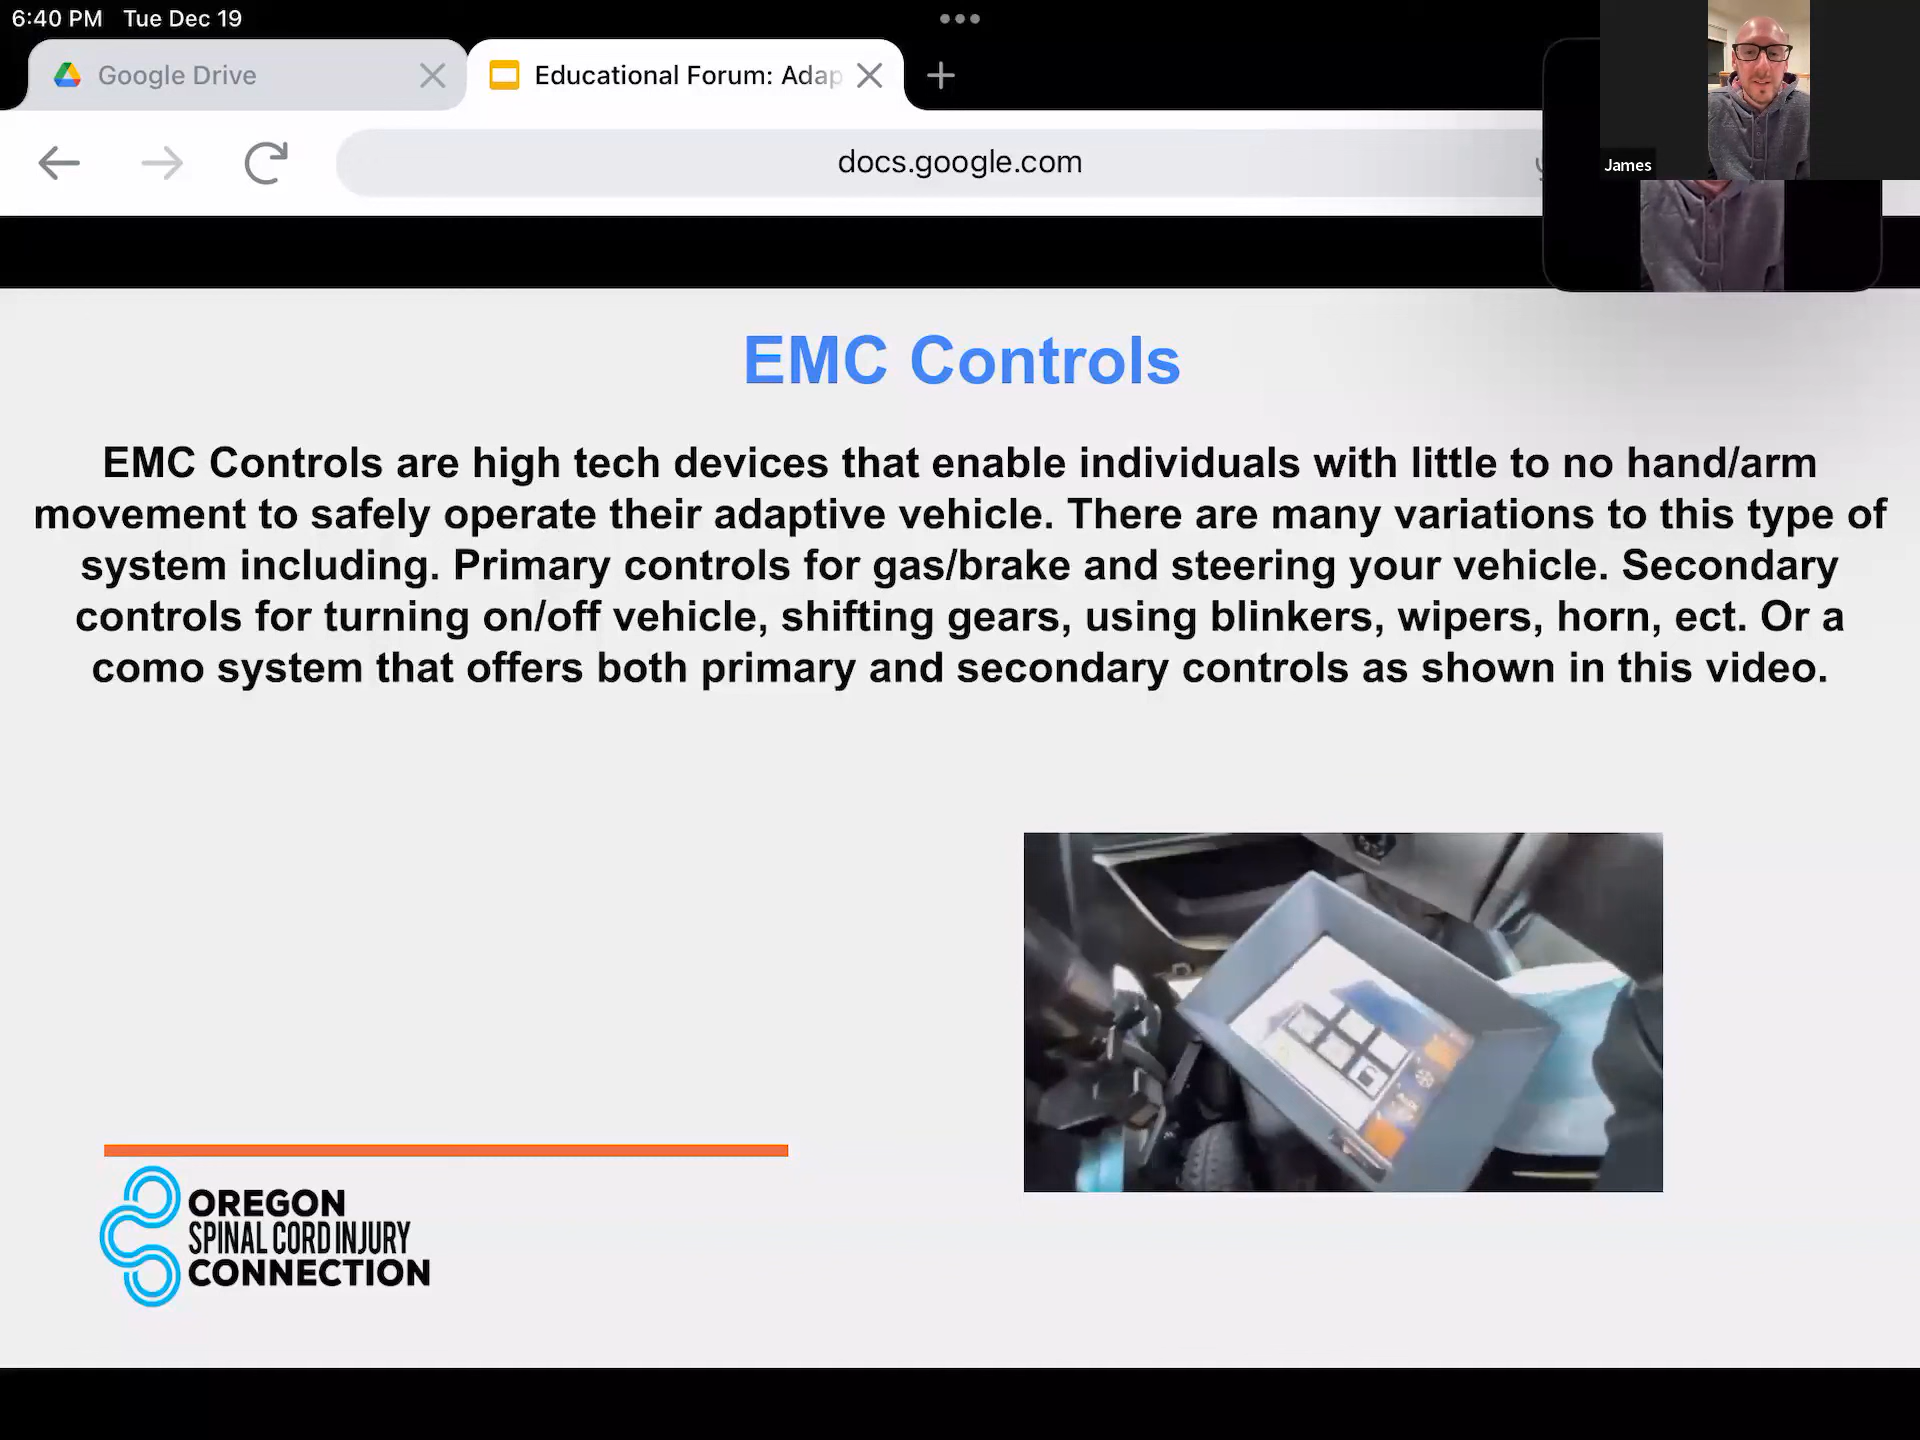 6:40 PM Tue Dec 19
Google Drive
Educational Forum: Adap
docs.google.com
James
EMC Controls
EMC Controls are high tech devices that enable individuals with little to no hand/arm
movement to safely operate their adaptive vehicle. There are many variations to this type of
system including. Primary controls for gas/brake and steering your vehicle. Secondary
controls for turning on/off vehicle, shifting gears, using blinkers, wipers, horn, ect. Or a
como system that offers both primary and secondary controls as shown in this video.
OREGON
SPINAL CORD INJURY
CONNECTION